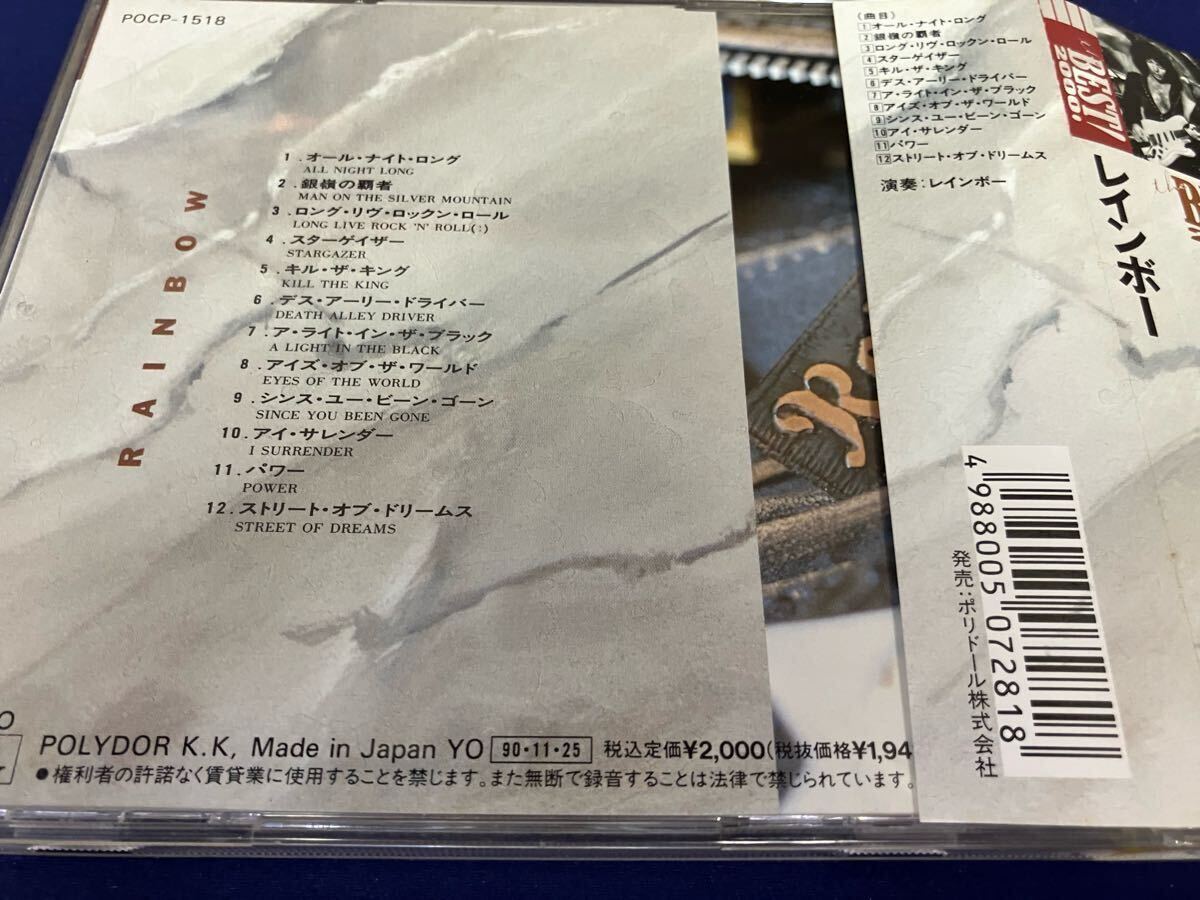 POCP-1518
RAINBOW
1.オール・ナイト・ロング
ALL NIGHT LONG
2.銀嶺の覇者
MAN ON THE SILVER MOUNTAIN
3.ロング・リヴ・ロックン・ロール
LONG LIVE ROCK 'N' ROLL(:)
4.スターゲイザー
STARGAZER
5.キル・ザ・キング
KILL THE KING
6.デス・アーリー・ドライバー
DEATH ALLEY DRIVER
7.ア・ライト・イン・ザ・ブラック
A LIGHT IN THE BLACK
8.アイズ・オブ・ザ・ワールド
EYES OF THE WORLD
9.シンス・ユー・ビーン・ゴーン
SINCE YOU BEEN GONE
10.アイ・サレンダー
I SURRENDER
11.パワー
POWER
12.ストリート・オブ・ドリームス
STREET OF DREAMS
POLYDOR K.K, Made in Japan YO 90・11・25 税込定価¥2,000(税抜価格¥1,94
●権利者の許諾なく賃貸業に使用することを禁じます。また無断で録音することは法律で禁じられています。
(曲目)
1オール・ナイト・ロング
2銀嶺の覇者
3ロング・リヴ・ロックン・ロール
4スターゲイザー
5キル・ザ・キング
6デス・アーリー・ドライバー
7ア・ライト・イン・ザ・ブラック
8アイズ・オブ・ザ・ワールド
9シンス・ユー・ビーン・ゴーン
10アイ・サレンダー
11パワー
12ストリート・オブ・ドリームス
演奏:レインボー
BEST
2000!
レインボー
4 988005 072818
発売:ポリドール株式会社